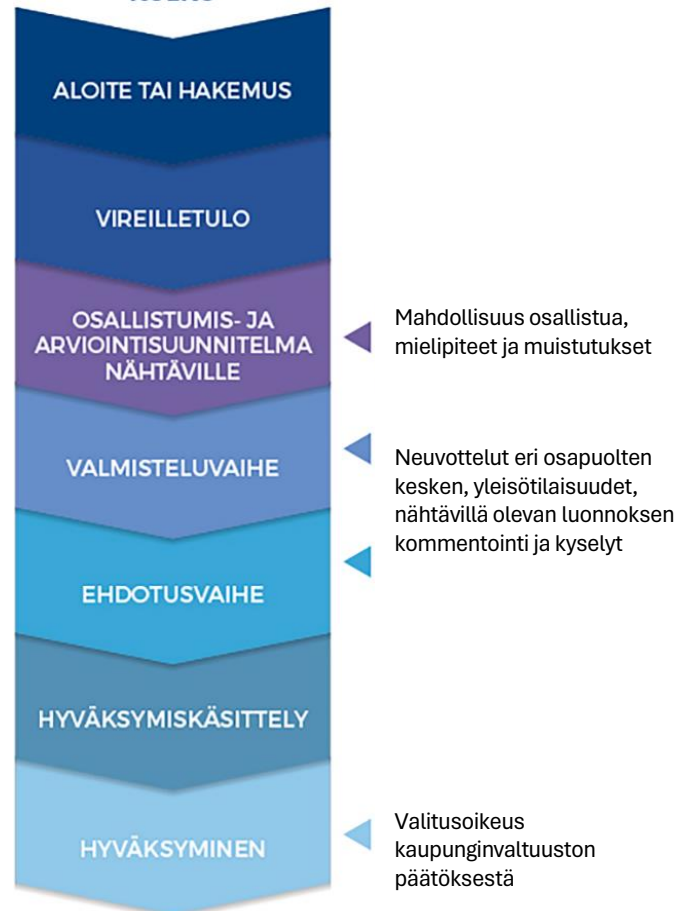 ALOITE TAI HAKEMUS
VIREILLETULO
OSALLISTUMIS- JA
ARVIOINTISUUNNITELMA
NÄHTÄVILLE
Mahdollisuus osallistua,
mielipiteet ja muistutukset
VALMISTELUVAIHE
Neuvottelut eri osapuolten
kesken, yleisötilaisuudet,
nähtävillä olevan luonnoksen
kommentointi ja kyselyt
EHDOTUSVAIHE
HYVÄKSYMISKÄSITTELY
HYVÄKSYMINEN
Valitusoikeus
kaupunginvaltuuston
päätöksestä